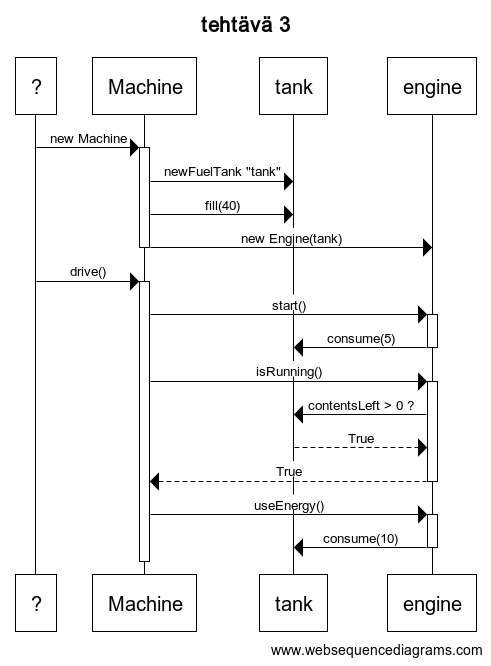 tehtävä 3
? Machine tank engine
new Machine
newFuelTank "tank"
fill(40)
new Engine(tank)
drive()
start()
consume(5)
isRunning()
contentsLeft > 0 ?
True
True
useEnergy()
consume(10)
? Machine tank engine
www.websequencediagrams.com